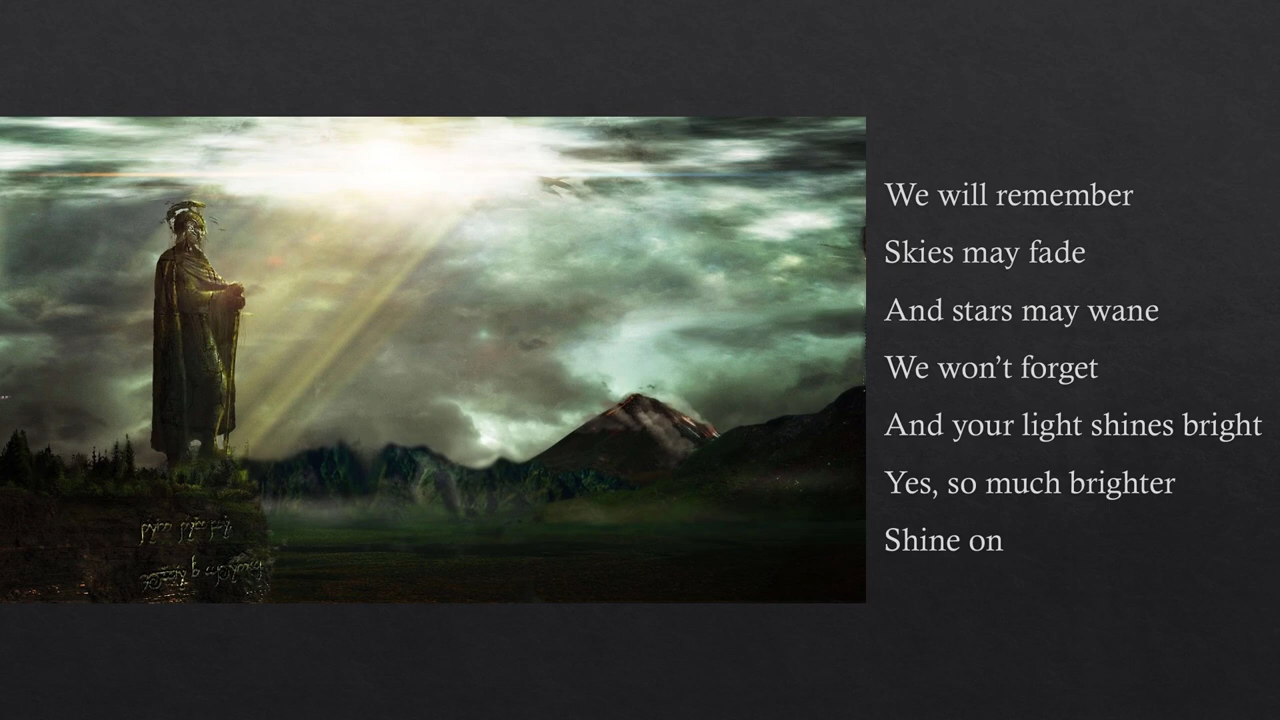 We will remember
Skies may fade
And stars may wane
We won’t forget
And your light shines bright
Yes, so much brighter
Shine on